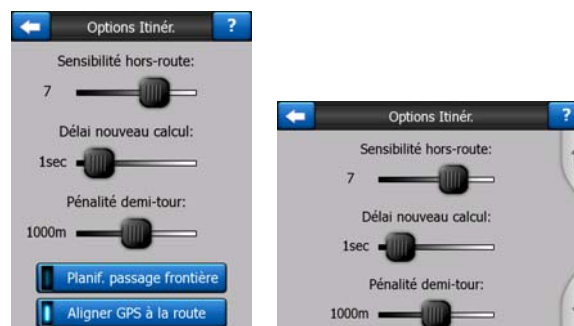 Options Itinér. ?
Sensibilité hors-route:
7
Délai nouveau calcul:
1sec
Pénalité demi-tour:
1000m
Planif. passage frontière
Aligner GPS à la route
Options Itinér. ?
Sensibilité hors-route:
7
Délai nouveau calcul:
1sec
Pénalité demi-tour:
1000m